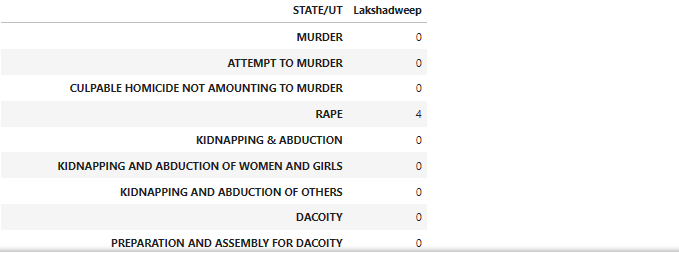 STATE/UT Lakshadweep
MURDER 0
ATTEMPT TO MURDER 0
CULPABLE HOMICIDE NOT AMOUNTING TO MURDER 0
RAPE 4
KIDNAPPING & ABDUCTION 0
KIDNAPPING AND ABDUCTION OF WOMEN AND GIRLS 0
KIDNAPPING AND ABDUCTION OF OTHERS 0
DACOITY 0
PREPARATION AND ASSEMBLY FOR DACOITY 0